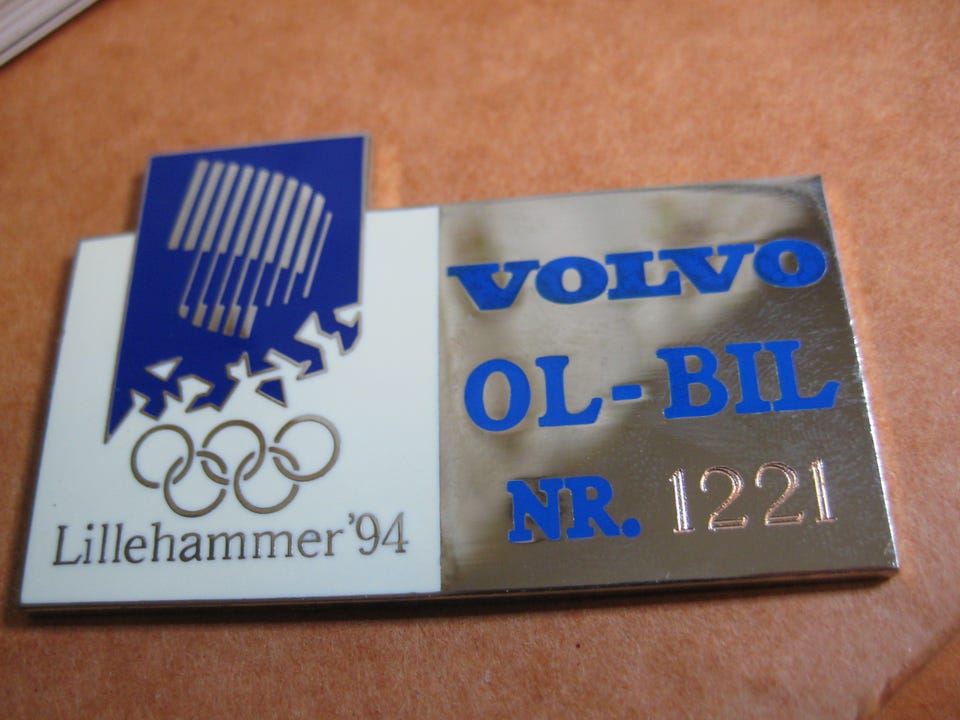 Lillehammer '94
VOLVO
OL-BIL
NR. 1221